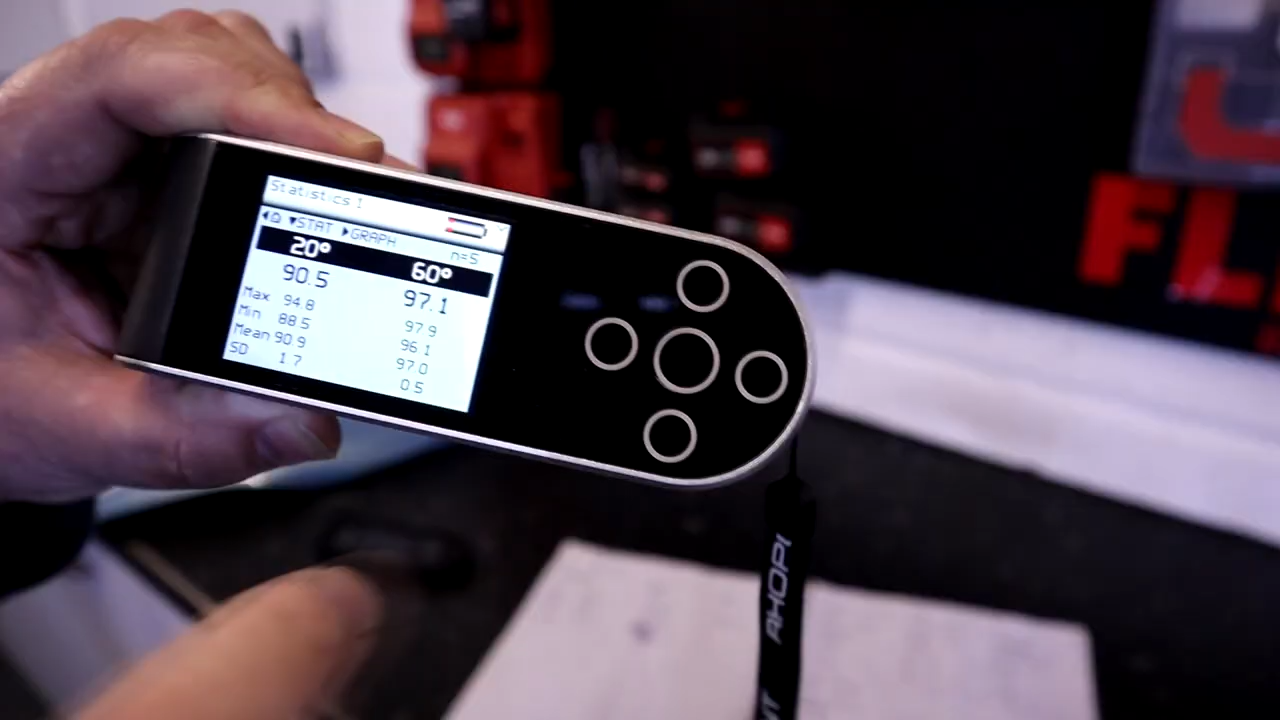 Statistics 1
STAT GRAPH
n=5
20° 60°
90.5 97.1
Max 94.8 97.9
Min 88.5 96.1
Mean 90.9 97.0
SD 1.7 0.5
FL